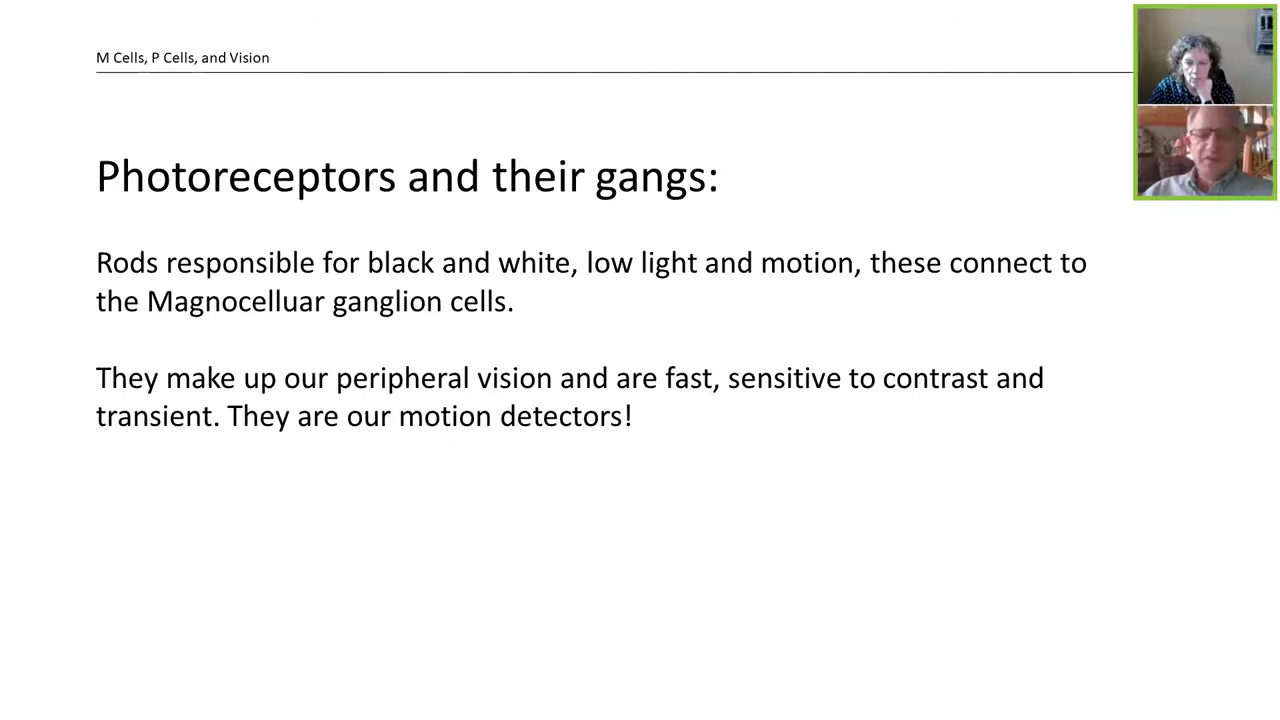 M Cells, P Cells, and Vision
Photoreceptors and their gangs:
Rods responsible for black and white, low light and motion, these connect to
the Magnocelluar ganglion cells.
They make up our peripheral vision and are fast, sensitive to contrast and
transient. They are our motion detectors!